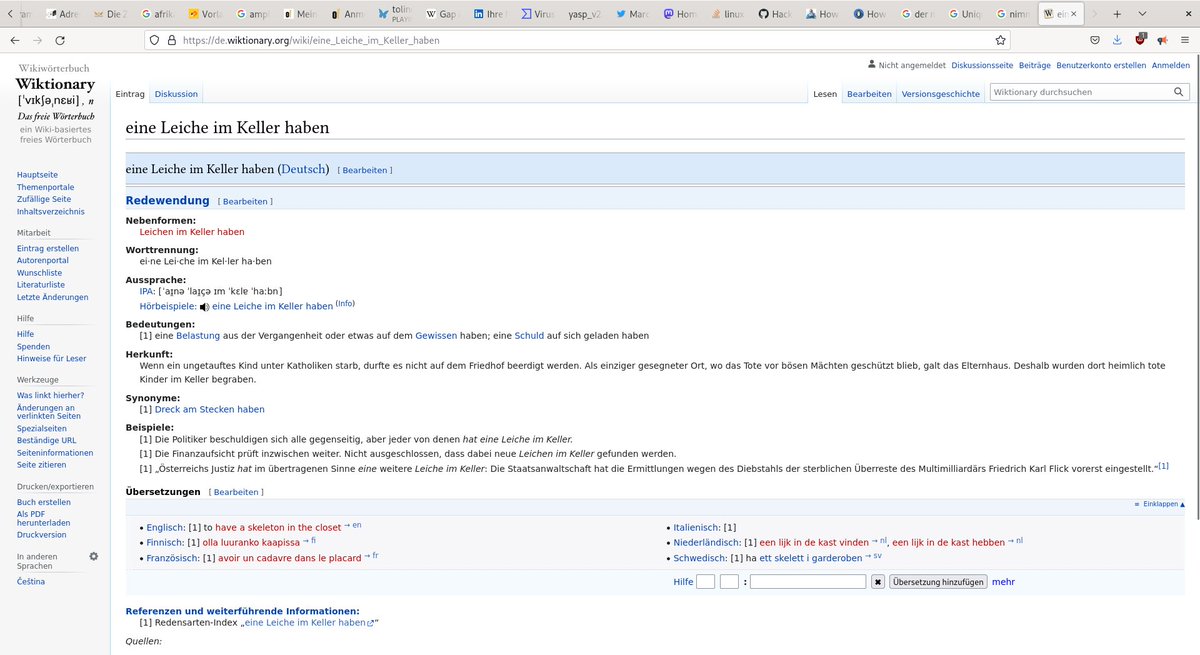 Adre
Die Z
afrik
Vorla
ampl
Mein
Anm
tolin
PLAYIN
Gap
Ihre
Virus
yasp_v2.
Marc
Hom
linux
Hack
How
How
der n
Uniq
nimn
ein
https://de.wiktionary.org/wiki/eine_Leiche_im_Keller_haben
Nicht angemeldet Diskussionsseite Beiträge Benutzerkonto erstellen Anmelden
Wikiwörterbuch
Wiktionary
[ˈvɪkʃəˌnɛʁi], n
Das freie Wörterbuch
ein Wiki-basiertes
freies Wörterbuch
Hauptseite
Themenportale
Zufällige Seite
Inhaltsverzeichnis
Mitarbeit
Eintrag erstellen
Autorenportal
Wunschliste
Literaturliste
Letzte Änderungen
Hilfe
Hilfe
Spenden
Hinweise für Leser
Werkzeuge
Was linkt hierher?
Änderungen an
verlinkten Seiten
Spezialseiten
Beständige URL
Seiteninformationen
Seite zitieren
Drucken/exportieren
Buch erstellen
Als PDF
herunterladen
Druckversion
In anderen
Sprachen
Čeština
Eintrag Diskussion Lesen Bearbeiten Versionsgeschichte Wiktionary durchsuchen
eine Leiche im Keller haben
eine Leiche im Keller haben (Deutsch) [ Bearbeiten ]
Redewendung [ Bearbeiten ]
Nebenformen:
Leichen im Keller haben
Worttrennung:
ei·ne Lei·che im Kel·ler ha·ben
Aussprache:
IPA: [ˈaɪ̯nə ˈlaɪ̯çə ɪm ˈkɛlɐ ˈhaːbn̩]
Hörbeispiele: eine Leiche im Keller haben (Info)
Bedeutungen:
[1] eine Belastung aus der Vergangenheit oder etwas auf dem Gewissen haben; eine Schuld auf sich geladen haben
Herkunft:
Wenn ein ungetauftes Kind unter Katholiken starb, durfte es nicht auf dem Friedhof beerdigt werden. Als einziger gesegneter Ort, wo das Tote vor bösen Mächten geschützt blieb, galt das Elternhaus. Deshalb wurden dort heimlich tote
Kinder im Keller begraben.
Synonyme:
[1] Dreck am Stecken haben
Beispiele:
[1] Die Politiker beschuldigen sich alle gegenseitig, aber jeder von denen hat eine Leiche im Keller.
[1] Die Finanzaufsicht prüft inzwischen weiter. Nicht ausgeschlossen, dass dabei neue Leichen im Keller gefunden werden.
[1] „Österreichs Justiz hat im übertragenen Sinne eine weitere Leiche im Keller: Die Staatsanwaltschaft hat die Ermittlungen wegen des Diebstahls der sterblichen Überreste des Multimilliardärs Friedrich Karl Flick vorerst eingestellt.“[1]
Übersetzungen [ Bearbeiten ]
Einklappen ▲
• Englisch: [1] to have a skeleton in the closet → en
• Finnisch: [1] olla luuranko kaapissa → fi
• Französisch: [1] avoir un cadavre dans le placard → fr
• Italienisch: [1]
• Niederländisch: [1] een lijk in de kast vinden → nl, een lijk in de kast hebben → nl
• Schwedisch: [1] ha ett skelett i garderoben → sv
Hilfe : Übersetzung hinzufügen mehr
Referenzen und weiterführende Informationen:
[1] Redensarten-Index „eine Leiche im Keller haben“
Quellen: